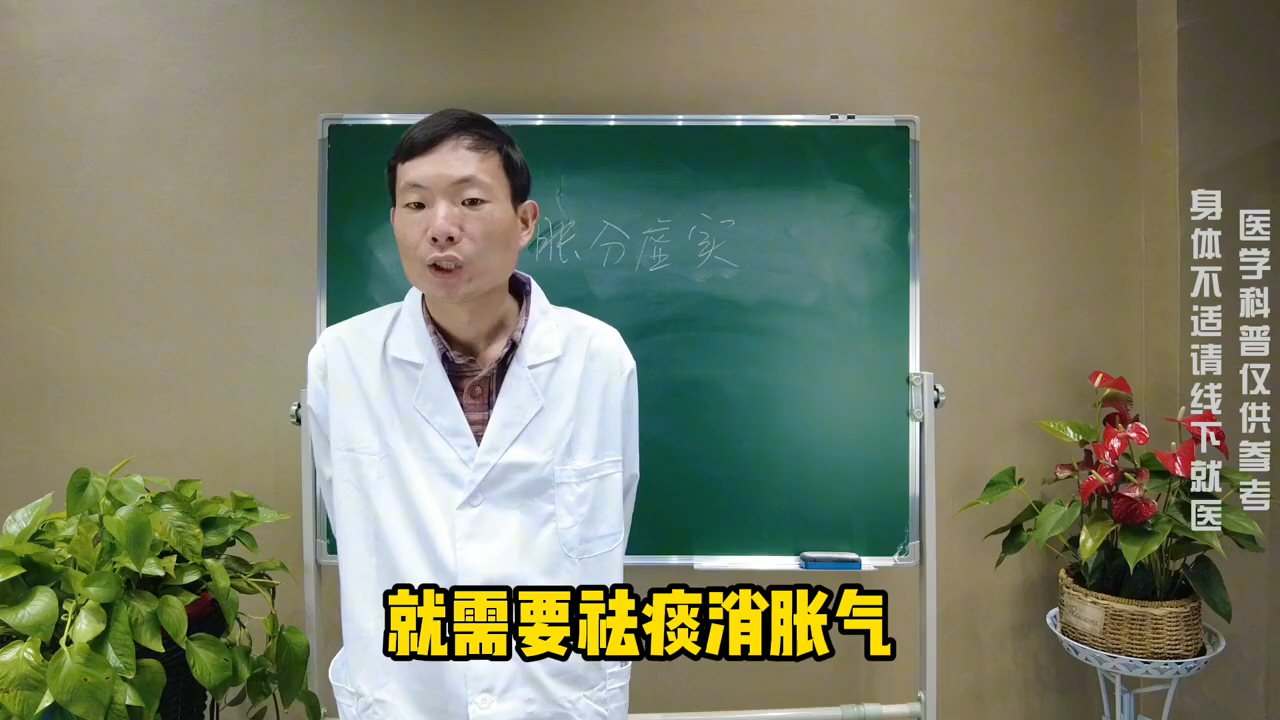 胀分虚实
医学科普仅供参考
身体不适请线下就医
就需要祛痰消胀气